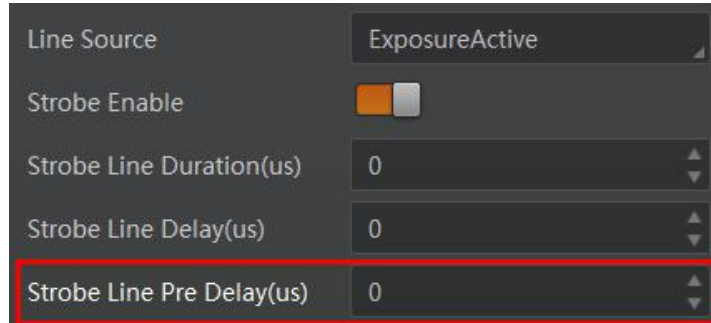 Line Source ExposureActive
Strobe Enable
Strobe Line Duration(us) 0
Strobe Line Delay(us) 0
Strobe Line Pre Delay(us) 0